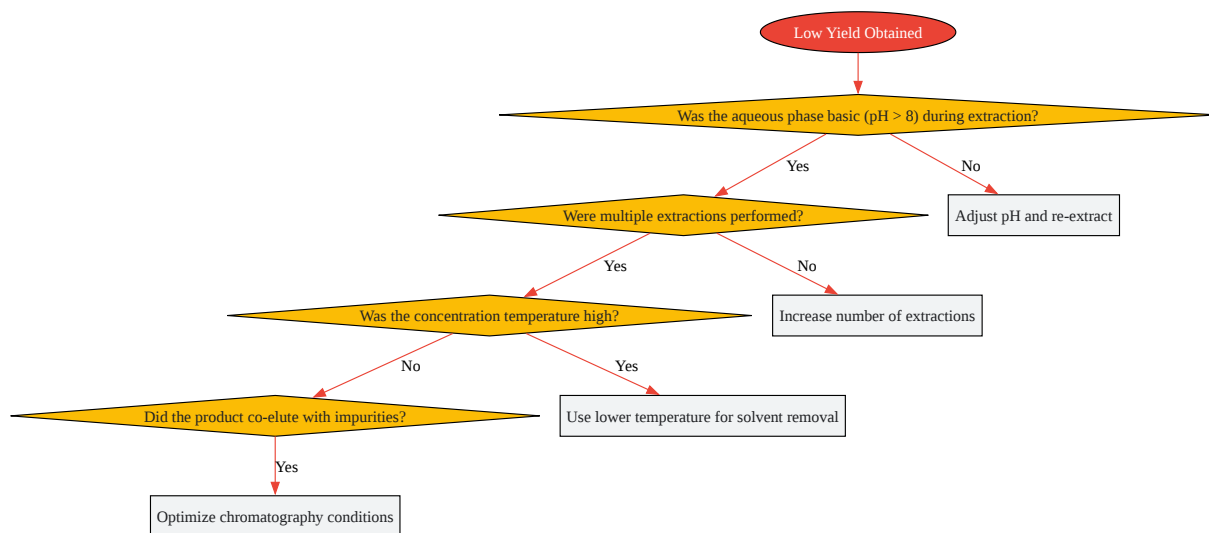 Low Yield Obtained
Was the aqueous phase basic (pH > 8) during extraction?
Yes
No
Were multiple extractions performed?
Adjust pH and re-extract
Yes
No
Was the concentration temperature high?
Increase number of extractions
No
Yes
Did the product co-elute with impurities?
Use lower temperature for solvent removal
Yes
Optimize chromatography conditions